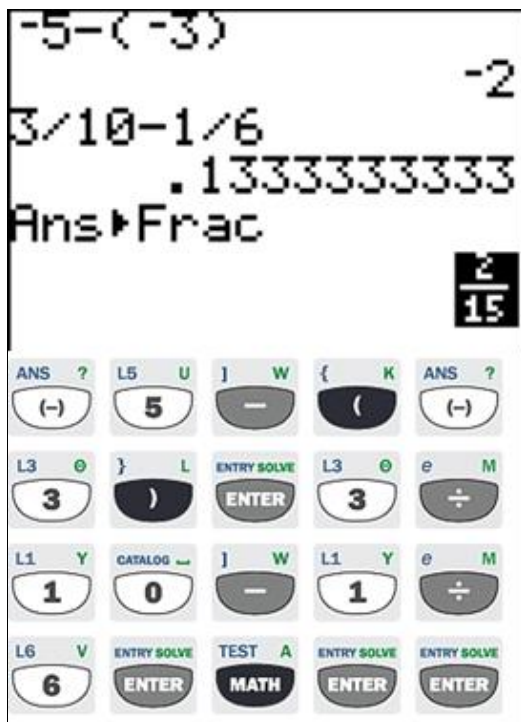 -5-(-3)
-2
3/10-1/6
.1333333333
Ans▸Frac
2
15
ANS ? L5 U ] W { K ANS ?
(-) 5 − ( (-)
L3 θ } L ENTRY SOLVE L3 θ e M
3 ) ENTER 3 ÷
L1 Y CATALOG ⎵ ] W L1 Y e M
1 0 − 1 ÷
L6 V ENTRY SOLVE TEST A ENTRY SOLVE ENTRY SOLVE
6 ENTER MATH ENTER ENTER